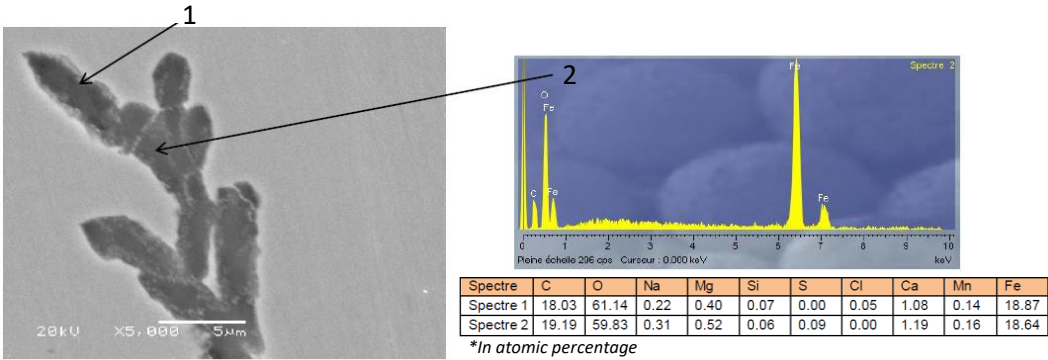 1
2
20kV X5,000 5μm
Spectre 2
Fe
O
Fe
C
Fe
Fe
0 1 2 3 4 5 6 7 8 9 10
Pleine échelle 296 cps Curseur : 0.000 keV keV
Spectre C O Na Mg Si S Cl Ca Mn Fe
Spectre 1 18.03 61.14 0.22 0.40 0.07 0.00 0.05 1.08 0.14 18.87
Spectre 2 19.19 59.83 0.31 0.52 0.06 0.09 0.00 1.19 0.16 18.64
*In atomic percentage